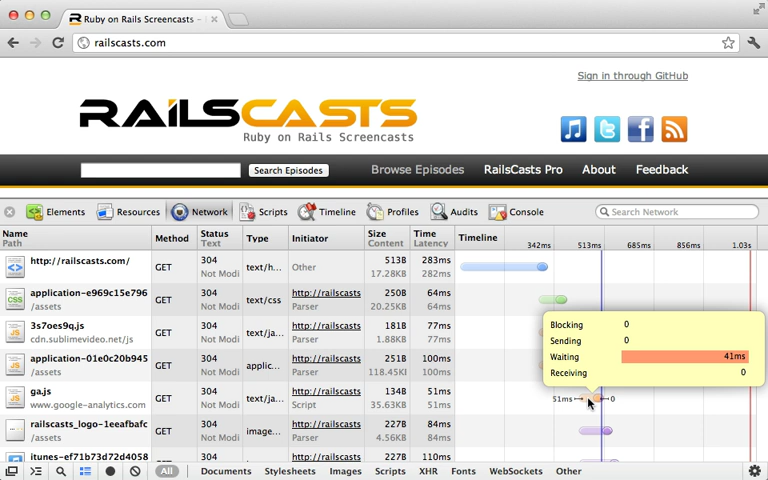 Ruby on Rails Screencasts -
railscasts.com
Sign in through GitHub
RAILSCASTS
Ruby on Rails Screencasts
Search Episodes
Browse Episodes RailsCasts Pro About Feedback
Elements Resources Network Scripts Timeline Profiles Audits Console Search Network
Name Method Status Type Initiator Size Time Timeline
Path Text Content Latency 342ms 513ms 685ms 856ms 1.03s
http://railscasts.com/ GET 304 text/h... Other 513B 283ms
Not Modi 17.28KB 282ms
application-e969c15e796 GET 304 text/css http://railscasts 250B 64ms
/assets Not Modi Parser 20.25KB 64ms
3s7oes9q.js GET 304 text/ja... http://railscasts 181B 77ms
cdn.sublimevideo.net/js Not Modi Parser 1.88KB 77ms
application-01e0c20b945 GET 304 applic... http://railscasts 251B 100ms
/assets Not Modi Parser 118.45KB 100ms
ga.js GET 304 text/ja... http://railscasts 134B 51ms
www.google-analytics.com Not Modi Script 35.63KB 51ms
railscasts_logo-1eeafbafc GET 304 image... http://railscasts 227B 84ms
/assets Not Modi Parser 4.56KB 84ms
itunes-ef71b73d72d4058 304 http://railscasts 227B 110ms
Blocking 0
Sending 0
Waiting 41ms
Receiving 0
51ms 0
All Documents Stylesheets Images Scripts XHR Fonts WebSockets Other